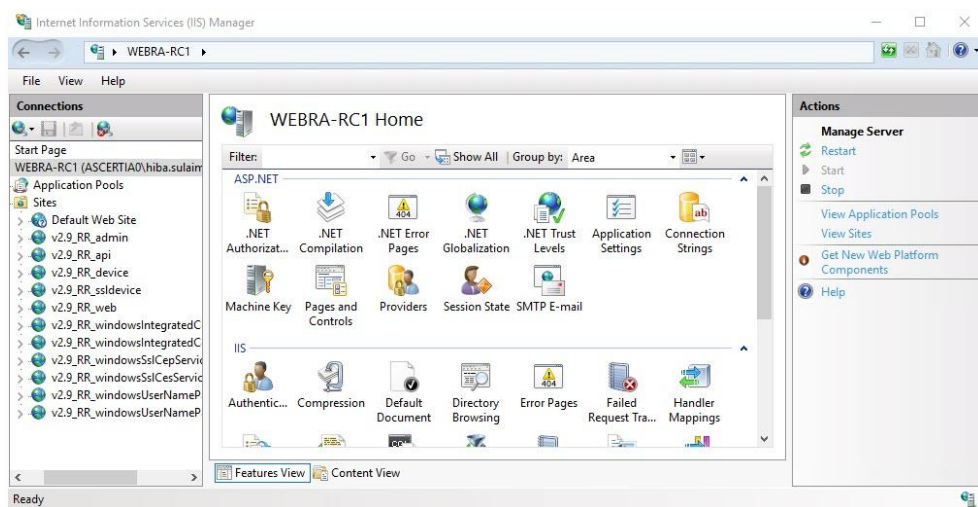 Internet Information Services (IIS) Manager
WEBRA-RC1
File View Help
Connections
Start Page
WEBRA-RC1 (ASCERTIA0\hiba.sulaim
Application Pools
Sites
Default Web Site
v2.9_RR_admin
v2.9_RR_api
v2.9_RR_device
v2.9_RR_ssldevice
v2.9_RR_web
v2.9_RR_windowsIntegratedC
v2.9_RR_windowsIntegratedC
v2.9_RR_windowsSslCepServic
v2.9_RR_windowsSslCesServic
v2.9_RR_windowsUserNameP
v2.9_RR_windowsUserNameP
WEBRA-RC1 Home
Filter: Go Show All Group by: Area
ASP.NET
.NET Authorizat...
.NET Compilation
404
.NET Error Pages
.NET Globalization
.NET Trust Levels
Application Settings
ab
Connection Strings
Machine Key
Pages and Controls
Providers
Session State
SMTP E-mail
IIS
Authentic...
Compression
Default Document
Directory Browsing
404
Error Pages
Failed Request Tra...
Handler Mappings
Features View Content View
Actions
Manage Server
Restart
Start
Stop
View Application Pools
View Sites
Get New Web Platform
Components
Help
Ready